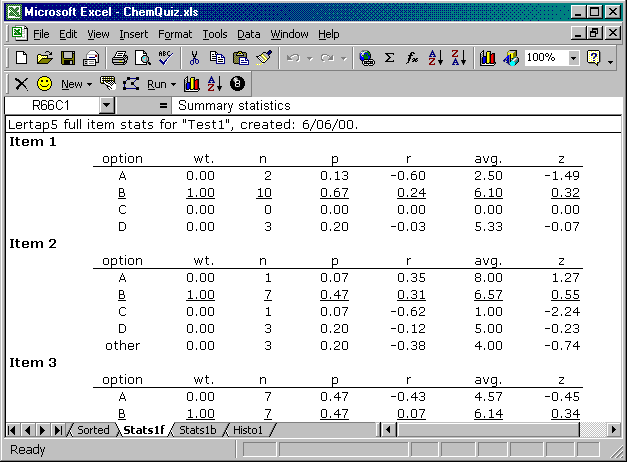 Microsoft Excel - ChemQuiz.xls
File Edit View Insert Format Tools Data Window Help
ABC Σ fx A Z Z A 100% ?
New Run A Z
R66C1 = Summary statistics
Lertap5 full item stats for "Test1", created: 6/06/00.
Item 1
option wt. n p r avg. z
A 0.00 2 0.13 -0.60 2.50 -1.49
B 1.00 10 0.67 0.24 6.10 0.32
C 0.00 0 0.00 0.00 0.00 0.00
D 0.00 3 0.20 -0.03 5.33 -0.07
Item 2
option wt. n p r avg. z
A 0.00 1 0.07 0.35 8.00 1.27
B 1.00 7 0.47 0.31 6.57 0.55
C 0.00 1 0.07 -0.62 1.00 -2.24
D 0.00 3 0.20 -0.12 5.00 -0.23
other 0.00 3 0.20 -0.38 4.00 -0.74
Item 3
option wt. n p r avg. z
A 0.00 7 0.47 -0.43 4.57 -0.45
B 1.00 7 0.47 0.07 6.14 0.34
Sorted Stats1f Stats1b Histo1
Ready